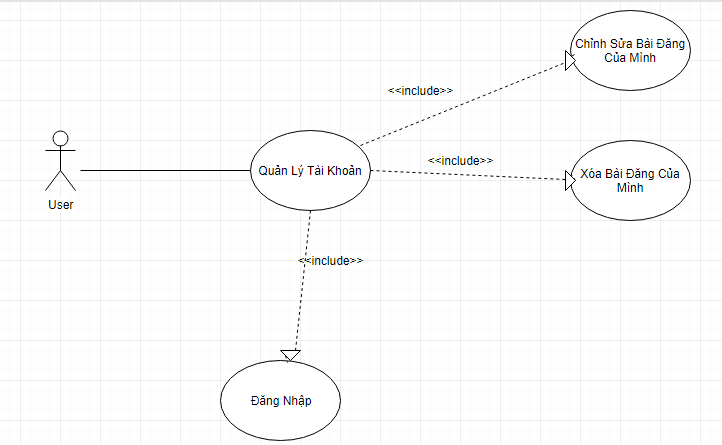 Chỉnh Sửa Bài Đăng
Của Mình
<<include>>
<<include>>
Quản Lý Tài Khoản
Xóa Bài Đăng Của
Mình
User
<<include>>
Đăng Nhập